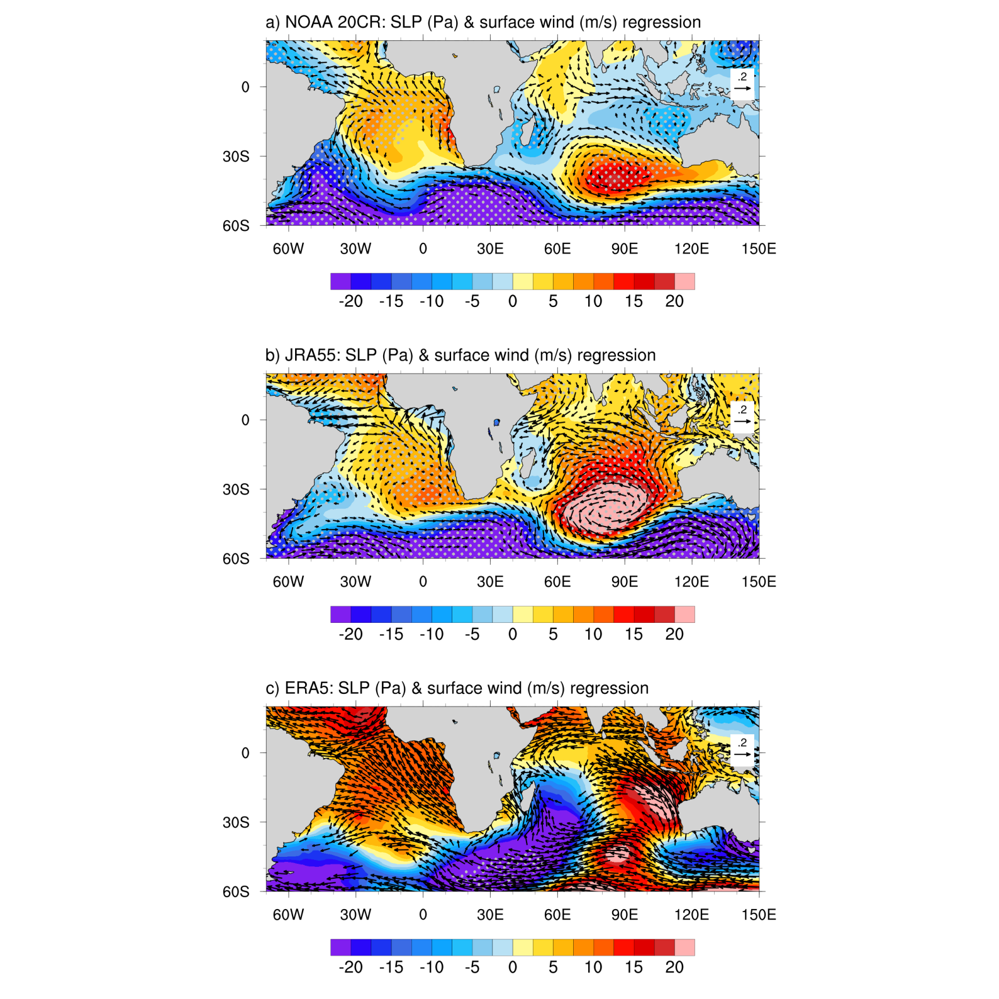 a) NOAA 20CR: SLP (Pa) & surface wind (m/s) regression
.2
0
30S
60S
60W 30W 0 30E 60E 90E 120E 150E
-20 -15 -10 -5 0 5 10 15 20
b) JRA55: SLP (Pa) & surface wind (m/s) regression
.2
0
30S
60S
60W 30W 0 30E 60E 90E 120E 150E
-20 -15 -10 -5 0 5 10 15 20
c) ERA5: SLP (Pa) & surface wind (m/s) regression
.2
0
30S
60S
60W 30W 0 30E 60E 90E 120E 150E
-20 -15 -10 -5 0 5 10 15 20